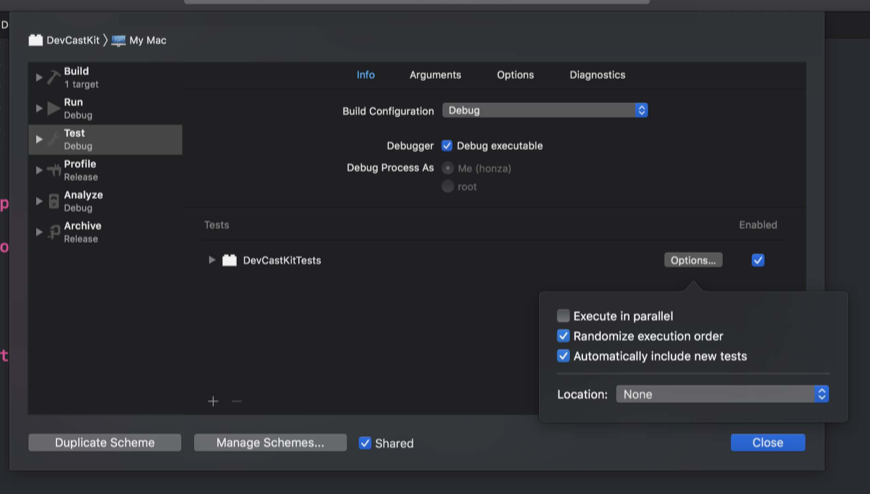 D
DevCastKit 〉 My Mac
Build
1 target
Run
Debug
Test
Debug
Profile
Release
Analyze
Debug
Archive
Release
Info Arguments Options Diagnostics
Build Configuration Debug
Debugger Debug executable
Debug Process As Me (honza)
root
Tests Enabled
DevCastKitTests Options...
Execute in parallel
Randomize execution order
Automatically include new tests
Location: None
p
o
t
Duplicate Scheme Manage Schemes... Shared Close